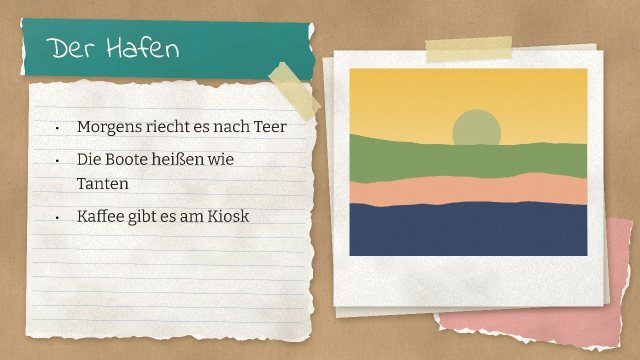 Der Hafen
• Morgens riecht es nach Teer
• Die Boote heißen wie
Tanten
• Kaffee gibt es am Kiosk